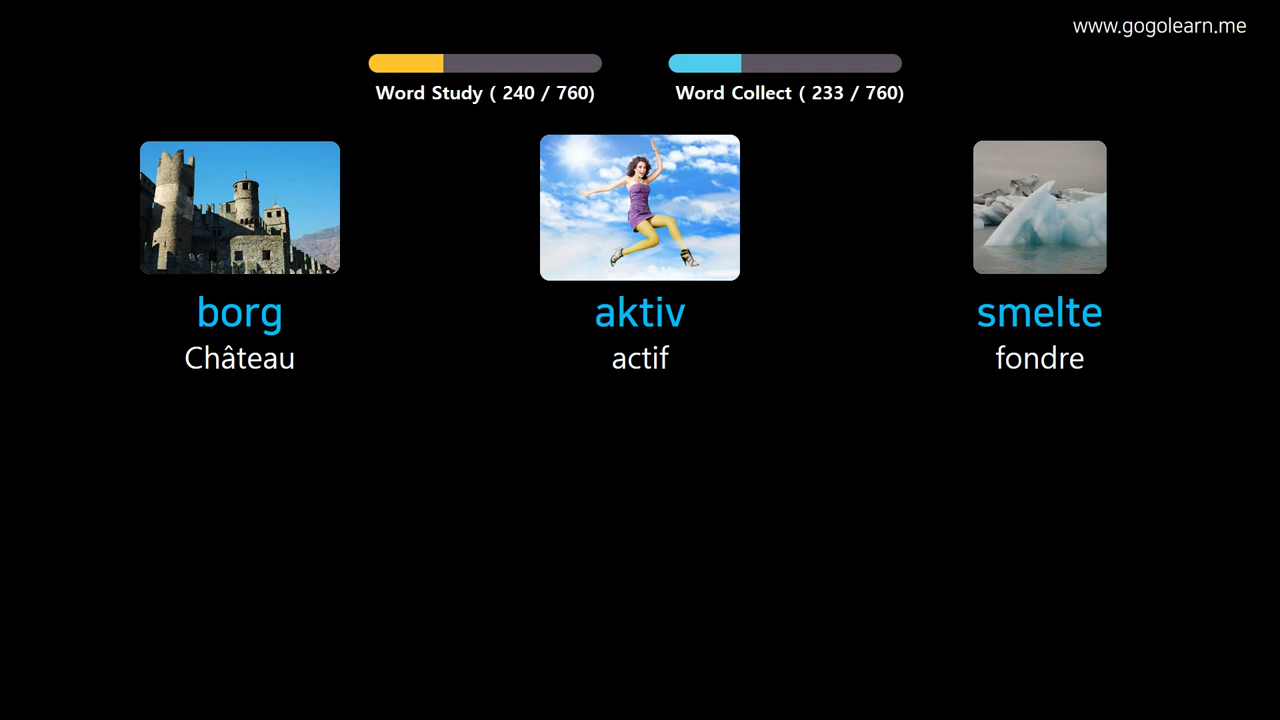 www.gogolearn.me
Word Study ( 240 / 760)
Word Collect ( 233 / 760)
borg
aktiv
smelte
Château
actif
fondre